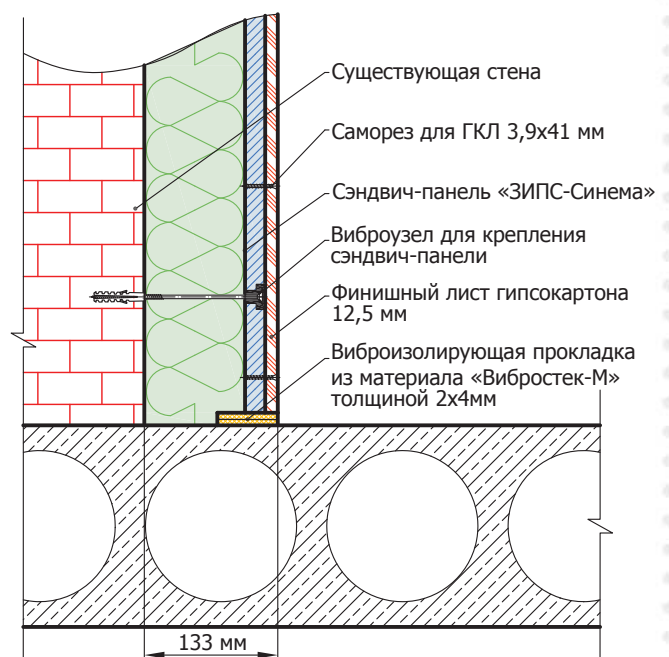 Существующая стена
Саморез для ГКЛ 3,9х41 мм
Сэндвич-панель «ЗИПС-Синема»
Виброузел для крепления
сэндвич-панели
Финишный лист гипсокартона
12,5 мм
Виброизолирующая прокладка
из материала «Вибростек-М»
толщиной 2х4мм
133 мм